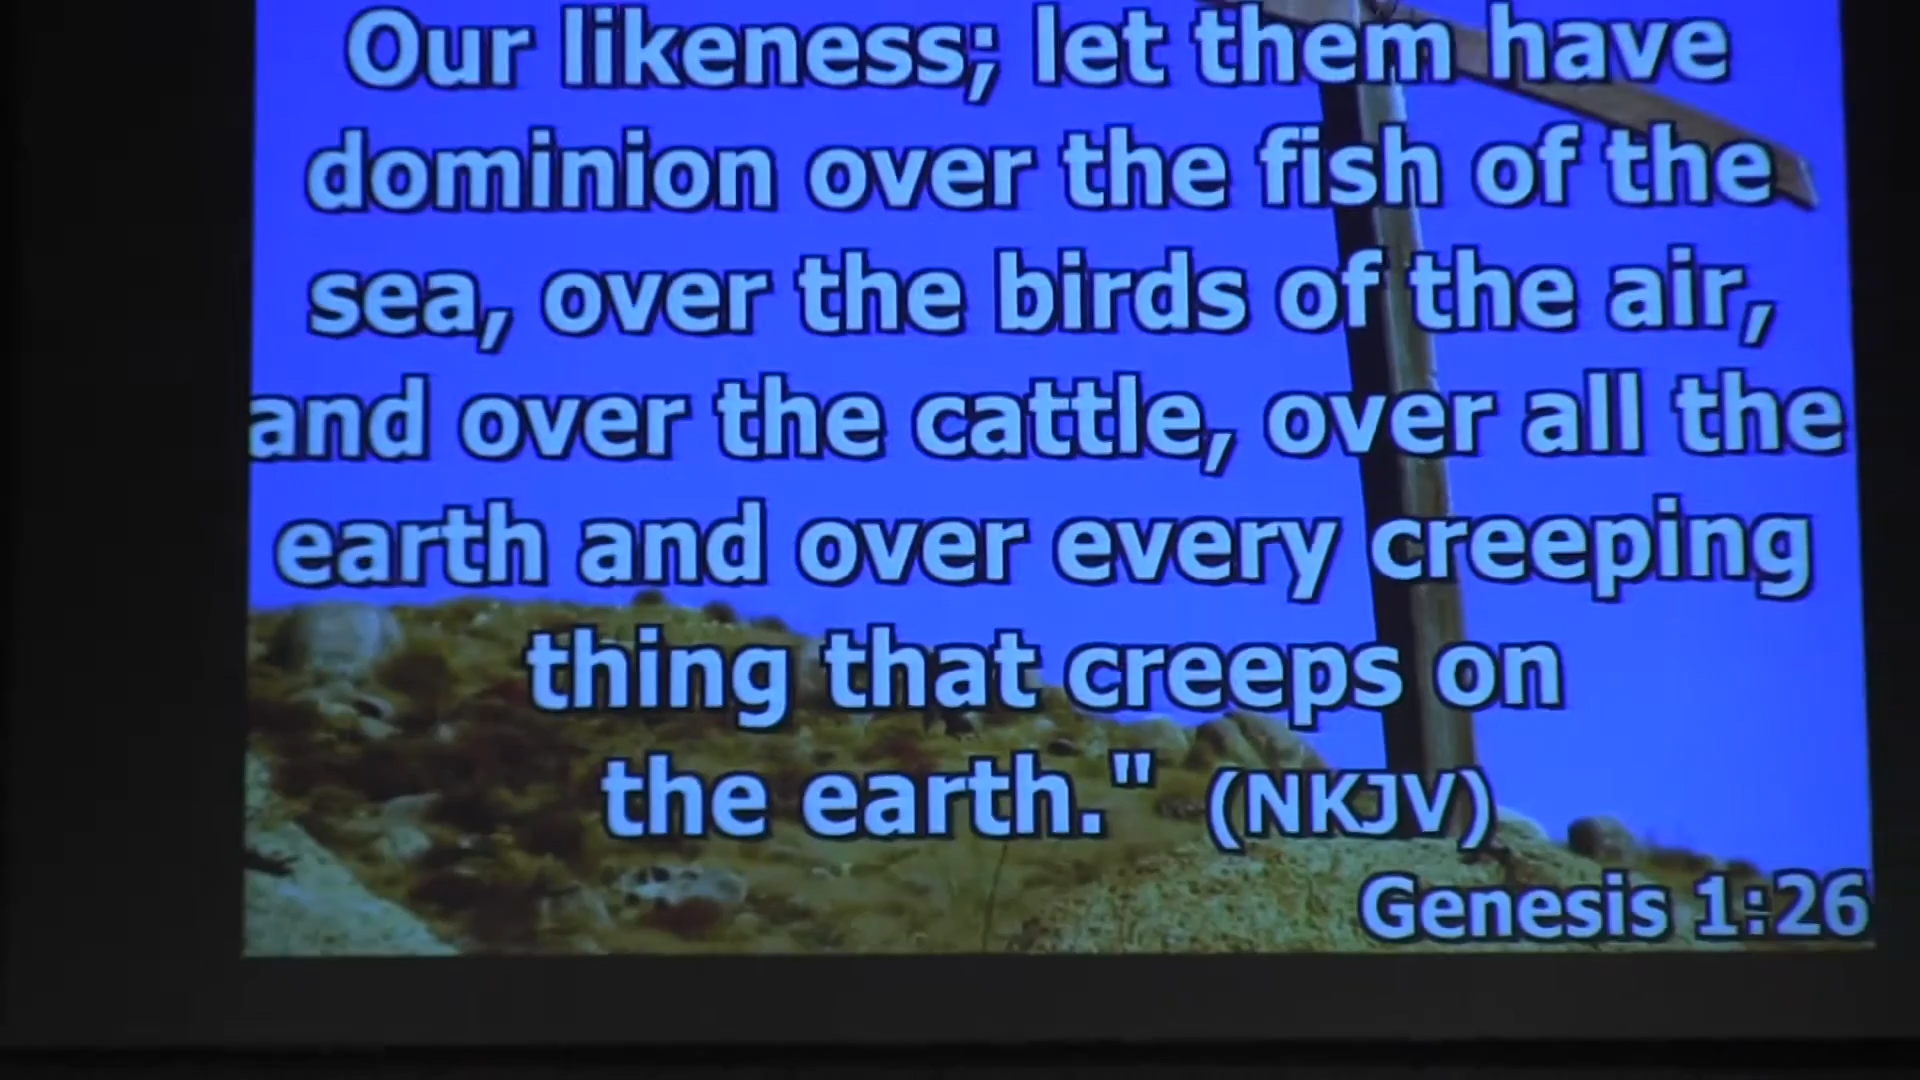 Our likeness; let them have
dominion over the fish of the
sea, over the birds of the air,
and over the cattle, over all the
earth and over every creeping
thing that creeps on
the earth." (NKJV)
Genesis 1:26